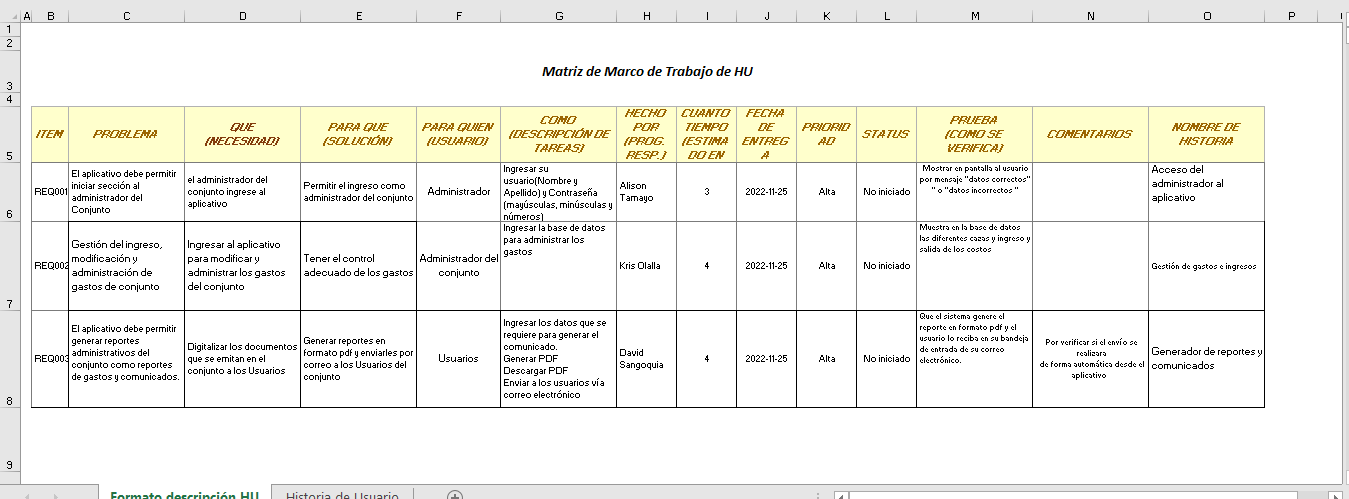 A B C D E F G H I J K L M N O P
1
2
3
Matriz de Marco de Trabajo de HU
4
5
ITEM
PROBLEMA
QUE
(NECESIDAD)
PARA QUE
(SOLUCIÓN)
PARA QUIEN
(USUARIO)
COMO
(DESCRIPCIÓN DE
TAREAS)
HECHO
POR
(PROG.
RESP.)
CUANTO
TIEMPO
(ESTIMA
DO EN
FECHA
DE
ENTREG
A
PRIORID
AD
STATUS
PRUEBA
(COMO SE
VERIFICA)
COMENTARIOS
NOMBRE DE
HISTORIA
6
REQ001
El aplicativo debe permitir
iniciar sección al
administrador del
Conjunto
el administrador del
conjunto ingrese al
aplicativo
Permitir el ingreso como
administrador del conjunto
Administrador
Ingresar su
usuario(Nombre y
Apellido) y Contraseña
(mayúsculas, minúsculas y
números)
Alison
Tamayo
3
2022-11-25
Alta
No iniciado
Mostrar en pantalla al usuario
por mensaje "datos correctos"
" o "datos incorrectos "
Acceso del
administrador al
aplicativo
7
REQ002
Gestión del ingreso,
modificación y
administración de
gastos de conjunto
Ingresar al aplicativo
para modificar y
administrar los gastos
del conjunto
Tener el control
adecuado de los gastos
Administrador del
conjunto
Ingresar la base de datos
para administrar los
gastos
Kris Olalla
4
2022-11-25
Alta
No iniciado
Muestra en la base de datos
las diferentes cazas y ingreso y
salida de los costos
Gestión de gastos e ingresos
8
REQ003
El aplicativo debe permitir
generar reportes
administrativos del
conjunto como reportes
de gastos y comunicados.
Digitalizar los documentos
que se emitan en el
conjunto a los Usuarios
Generar reportes en
formato pdf y enviarles por
correo a los Usuarios del
conjunto
Usuarios
Ingresar los datos que se
requiere para generar el
comunicado.
Generar PDF
Descargar PDF
Enviar a los usuarios vía
correo electrónico
David
Sangoquia
4
2022-11-25
Alta
No iniciado
Que el sistema genere el
reporte en formato pdf y el
usuario lo reciba en su bandeja
de entrada de su correo
electrónico.
Por verificar si el envío se
realizara
de forma automática desde el
aplicativo
Generador de reportes y
comunicados
9
Formato descripción HU
Historia de Usuario